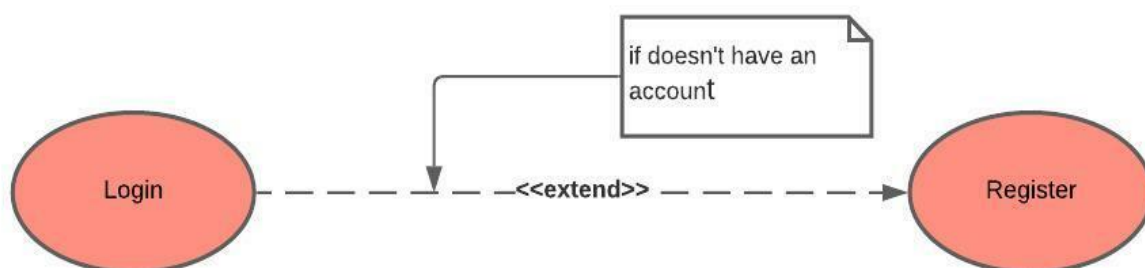 if doesn't have an
account
Login
<<extend>>
Register